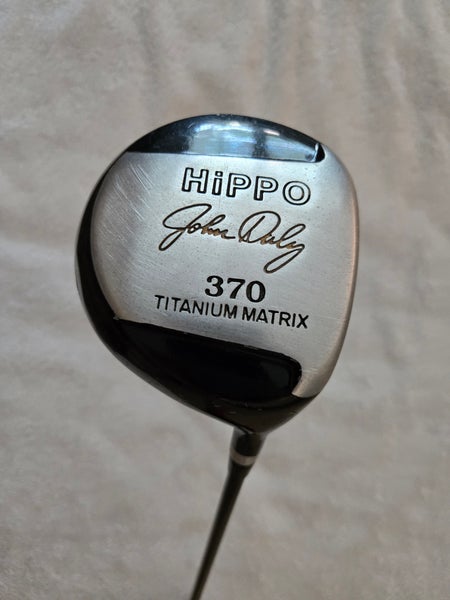 HiPPO
John Daly
370
TITANIUM MATRIX